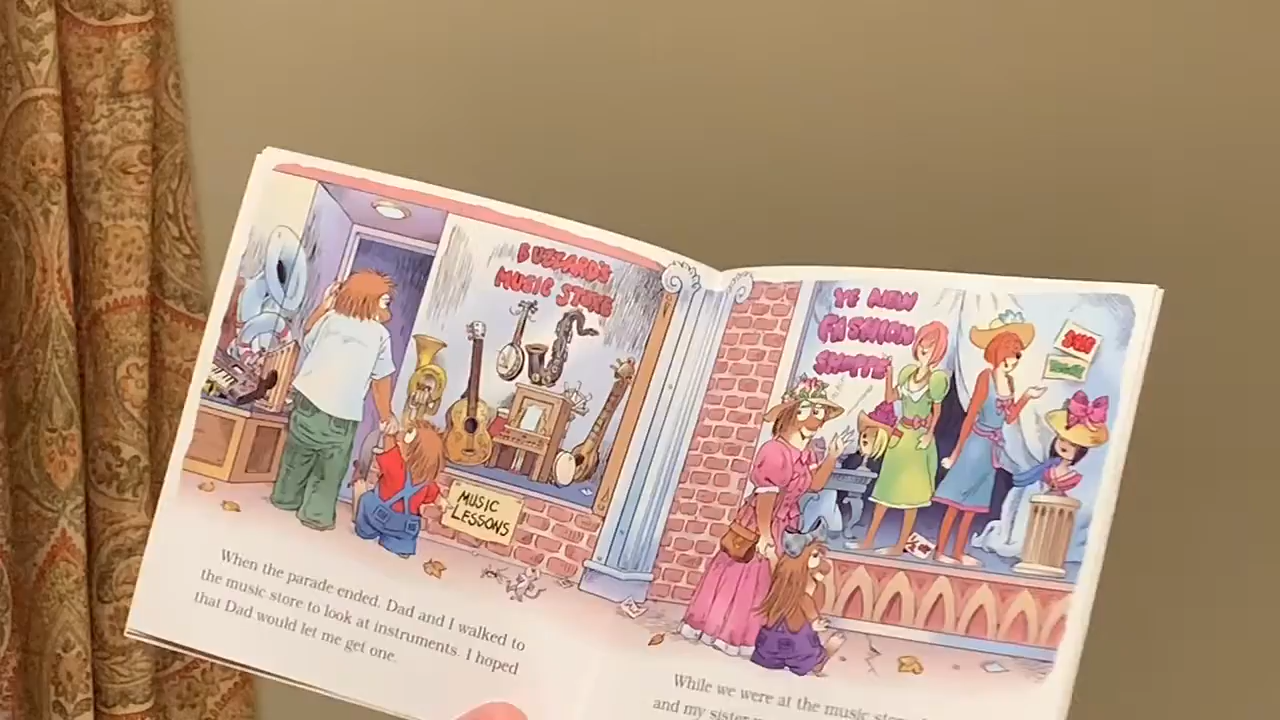 BUZZARD'S
MUSIC STORE
MUSIC
LESSONS
When the parade ended, Dad and I walked to
the music store to look at instruments. I hoped
that Dad would let me get one.
YE NEW
FASHION
SHOPPE
While we were at the music
and my sister